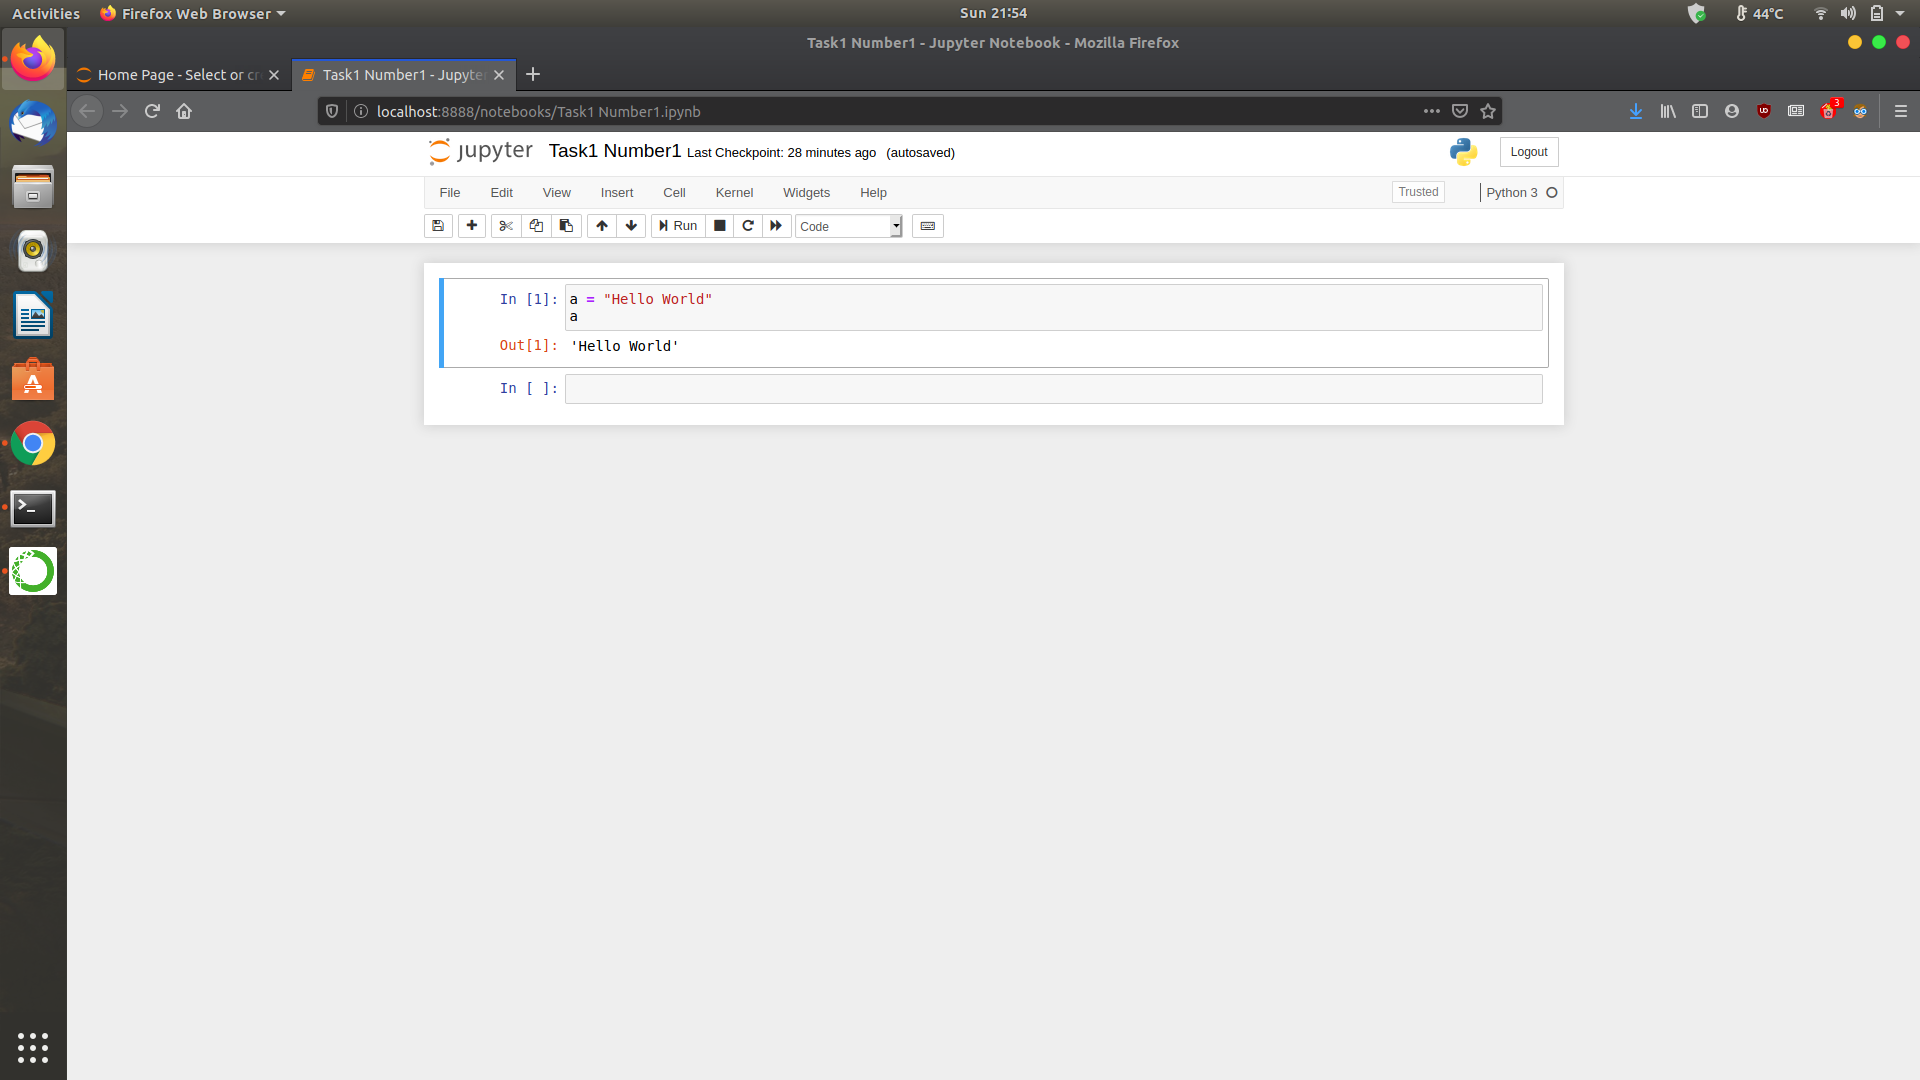 Activities
Firefox Web Browser
Sun 21:54
44°C
Task1 Number1 - Jupyter Notebook - Mozilla Firefox
Home Page - Select or cre
Task1 Number1 - Jupyter
localhost:8888/notebooks/Task1 Number1.ipynb
3
jupyter
Task1 Number1
Last Checkpoint: 28 minutes ago (autosaved)
Logout
File Edit View Insert Cell Kernel Widgets Help
Trusted
Python 3
Run
Code
In [1]:
a = "Hello World"
a
Out[1]:
'Hello World'
In [ ]: